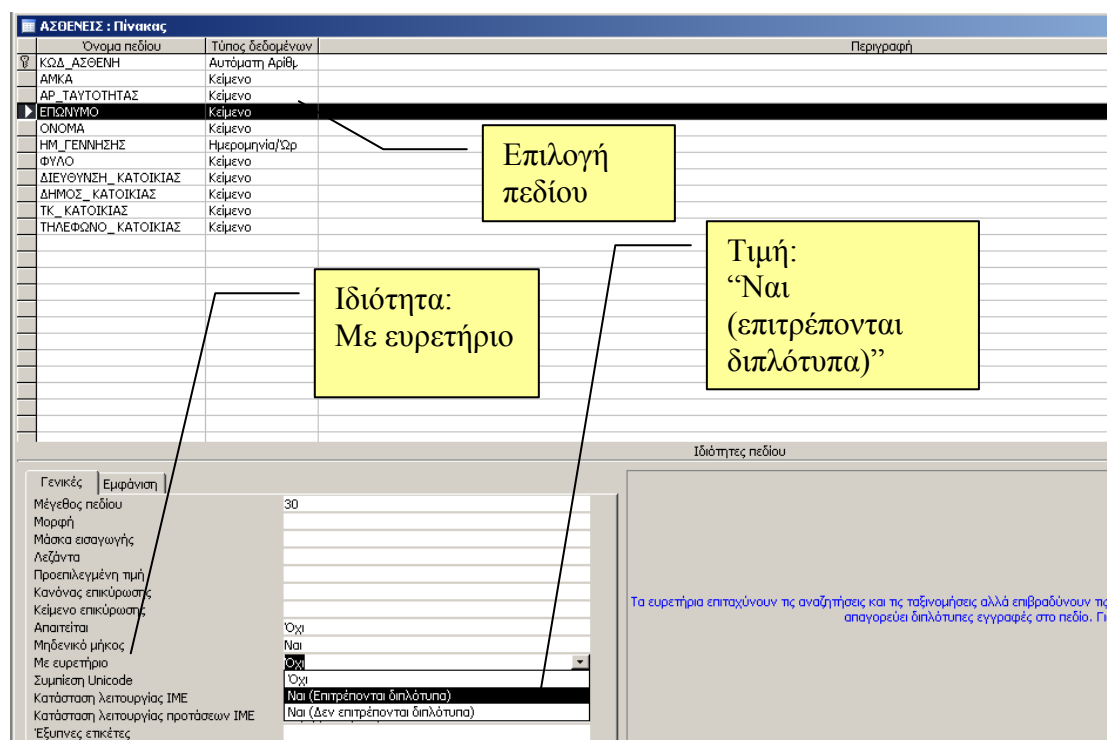 ΑΣΘΕΝΕΙΣ : Πίνακας
Όνομα πεδίου Τύπος δεδομένων Περιγραφή
ΚΩΔ_ΑΣΘΕΝΗ Αυτόματη Αρίθμ
ΑΜΚΑ Κείμενο
ΑΡ_ΤΑΥΤΟΤΗΤΑΣ Κείμενο
ΕΠΩΝΥΜΟ Κείμενο
ΟΝΟΜΑ Κείμενο
ΗΜ_ΓΕΝΝΗΣΗΣ Ημερομηνία/Ώρ
ΦΥΛΟ Κείμενο
ΔΙΕΥΘΥΝΣΗ_ΚΑΤΟΙΚΙΑΣ Κείμενο
ΔΗΜΟΣ_ΚΑΤΟΙΚΙΑΣ Κείμενο
ΤΚ_ΚΑΤΟΙΚΙΑΣ Κείμενο
ΤΗΛΕΦΩΝΟ_ΚΑΤΟΙΚΙΑΣ Κείμενο
Επιλογή
πεδίου
Τιμή:
“Ναι
(επιτρέπονται
διπλότυπα)”
Ιδιότητα:
Με ευρετήριο
Ιδιότητες πεδίου
Γενικές Εμφάνιση
Μέγεθος πεδίου 30
Μορφή
Μάσκα εισαγωγής
Λεζάντα
Προεπιλεγμένη τιμή
Κανόνας επικύρωσης
Κείμενο επικύρωσης
Απαιτείται Όχι
Μηδενικό μήκος Ναι
Με ευρετήριο Όχι
Συμπίεση Unicode Όχι
Κατάσταση λειτουργίας IME Ναι (Επιτρέπονται διπλότυπα)
Κατάσταση λειτουργίας προτάσεων IME Ναι (Δεν επιτρέπονται διπλότυπα)
Έξυπνες ετικέτες
Τα ευρετήρια επιταχύνουν τις αναζητήσεις και τις ταξινομήσεις αλλά επιβραδύνουν τις
απαγορεύει διπλότυπες εγγραφές στο πεδίο. Γι